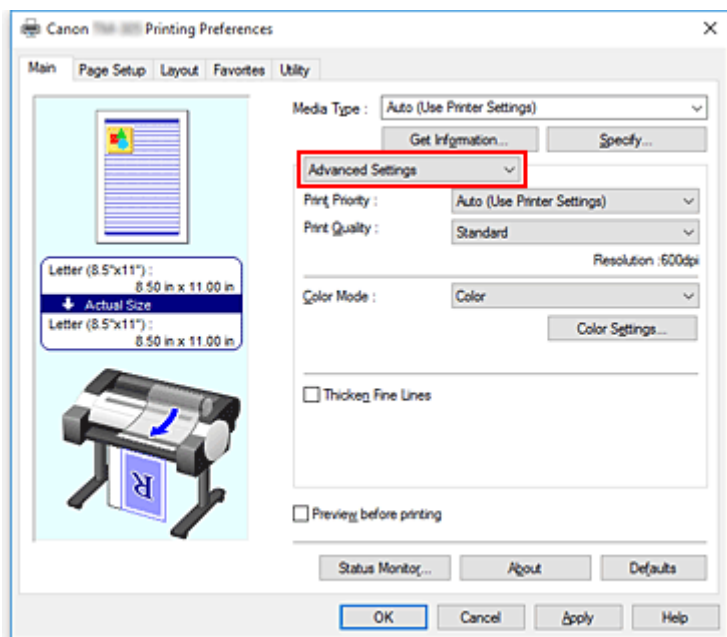 Canon Printing Preferences
Main Page Setup Layout Favorites Utility
Media Type : Auto (Use Printer Settings)
Get Information... Specify...
Advanced Settings
Print Priority : Auto (Use Printer Settings)
Print Quality : Standard
Resolution :600dpi
Letter (8.5"x11") :
8.50 in x 11.00 in
Actual Size
Letter (8.5"x11") :
8.50 in x 11.00 in
Color Mode : Color
Color Settings...
Thicken Fine Lines
R
Preview before printing
Status Monitor... About Defaults
OK Cancel Apply Help